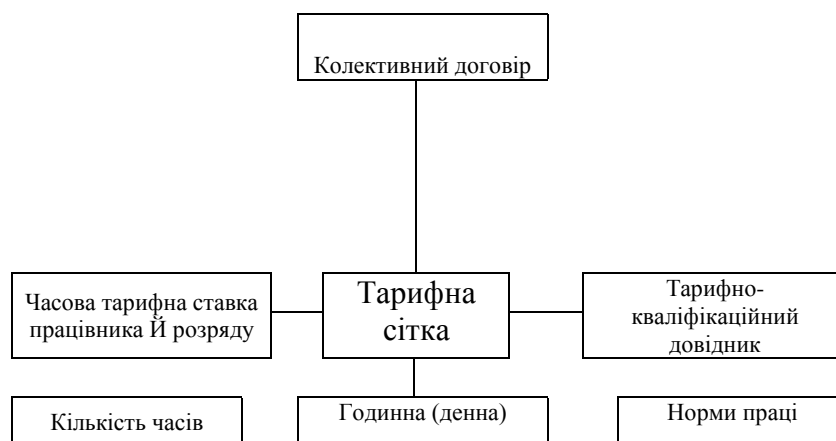 Колективний договір
Часова тарифна ставка
працівника Й розряду
Тарифна
сітка
Тарифно-
кваліфікаційний
довідник
Кількість часів
Годинна (денна)
Норми праці